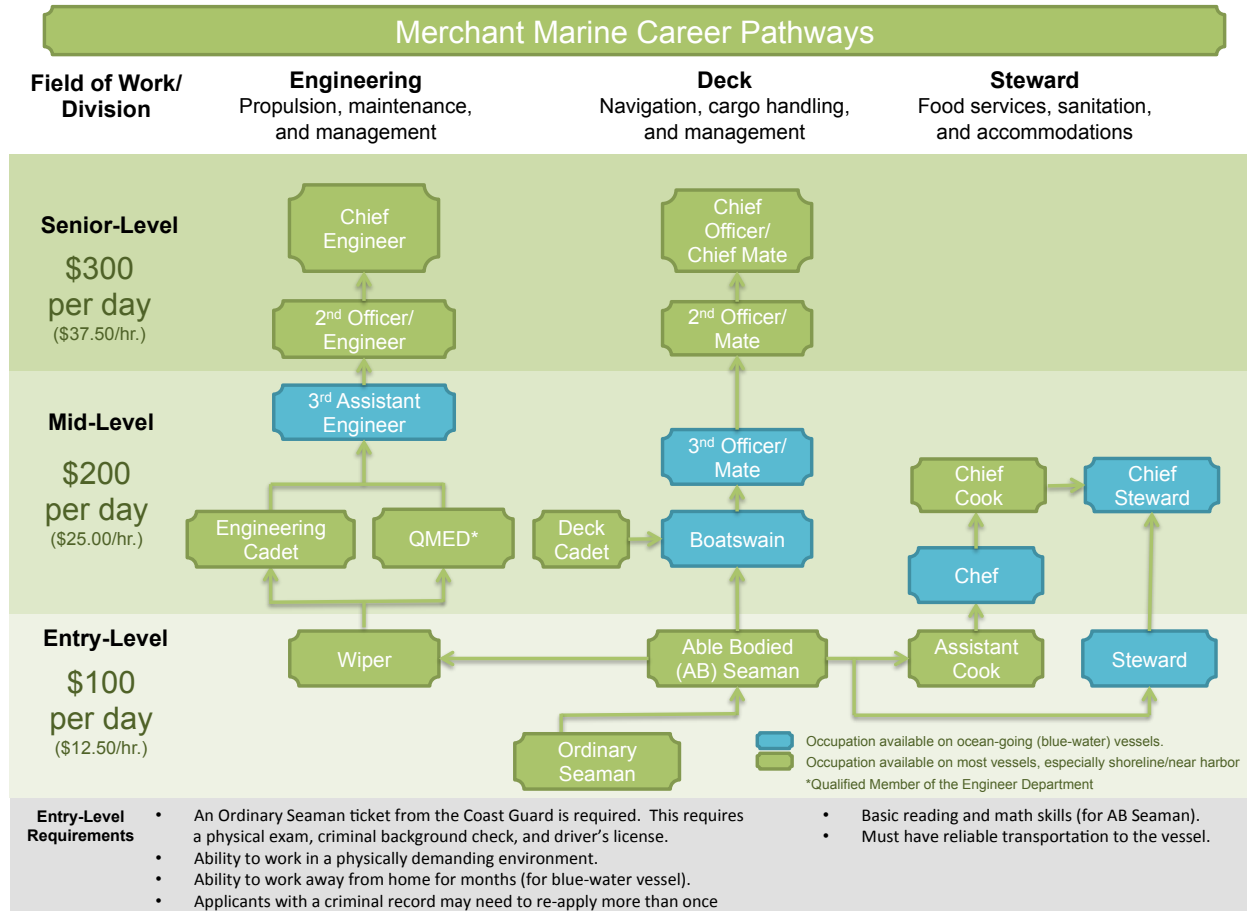 Merchant Marine Career Pathways
Field of Work/
Division
Engineering
Propulsion, maintenance,
and management
Deck
Navigation, cargo handling,
and management
Steward
Food services, sanitation,
and accommodations
Senior-Level
$300
per day
($37.50/hr.)
Chief
Engineer
Chief
Officer/
Chief Mate
2nd Officer/
Engineer
2nd Officer/
Mate
Mid-Level
$200
per day
($25.00/hr.)
3rd Assistant
Engineer
3rd Officer/
Mate
Chief
Cook
Chief
Steward
Engineering
Cadet
QMED*
Deck
Cadet
Boatswain
Chef
Entry-Level
$100
per day
($12.50/hr.)
Wiper
Able Bodied
(AB) Seaman
Assistant
Cook
Steward
Ordinary
Seaman
Occupation available on ocean-going (blue-water) vessels.
Occupation available on most vessels, especially shoreline/near harbor
*Qualified Member of the Engineer Department
Entry-Level
Requirements
• An Ordinary Seaman ticket from the Coast Guard is required. This requires
a physical exam, criminal background check, and driver's license.
• Ability to work in a physically demanding environment.
• Ability to work away from home for months (for blue-water vessel).
• Applicants with a criminal record may need to re-apply more than once
• Basic reading and math skills (for AB Seaman).
• Must have reliable transportation to the vessel.